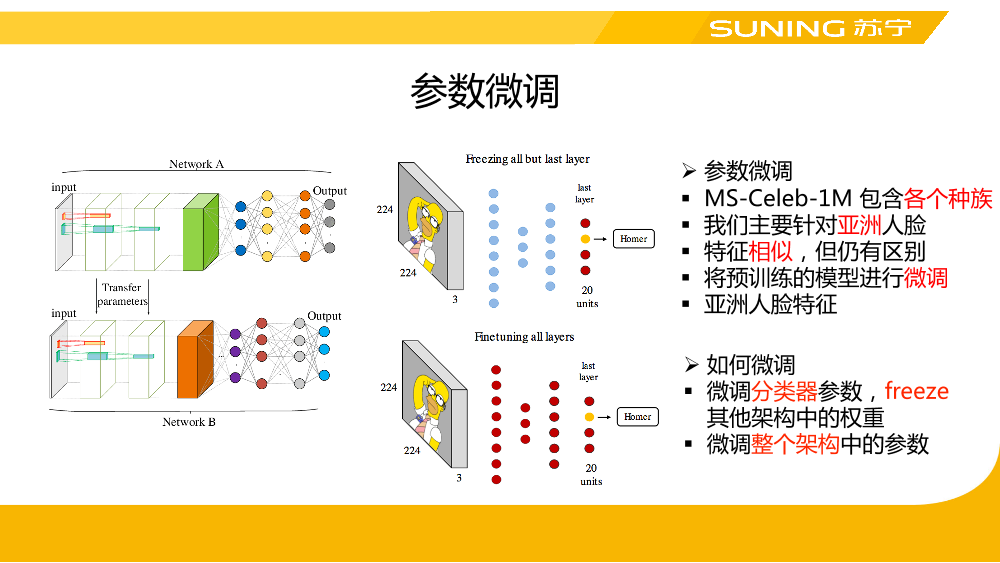 SUNING 苏宁
参数微调
Network A
input
Output
Transfer
parameters
input
Output
Network B
Freezing all but last layer
last
layer
224
224
3
Homer
20
units
Finetuning all layers
last
layer
224
224
3
Homer
20
units
➢ 参数微调
▪ MS-Celeb-1M 包含各个种族
▪ 我们主要针对亚洲人脸
▪ 特征相似，但仍有区别
▪ 将预训练的模型进行微调
▪ 亚洲人脸特征
➢ 如何微调
▪ 微调分类器参数，freeze
其他架构中的权重
▪ 微调整个架构中的参数